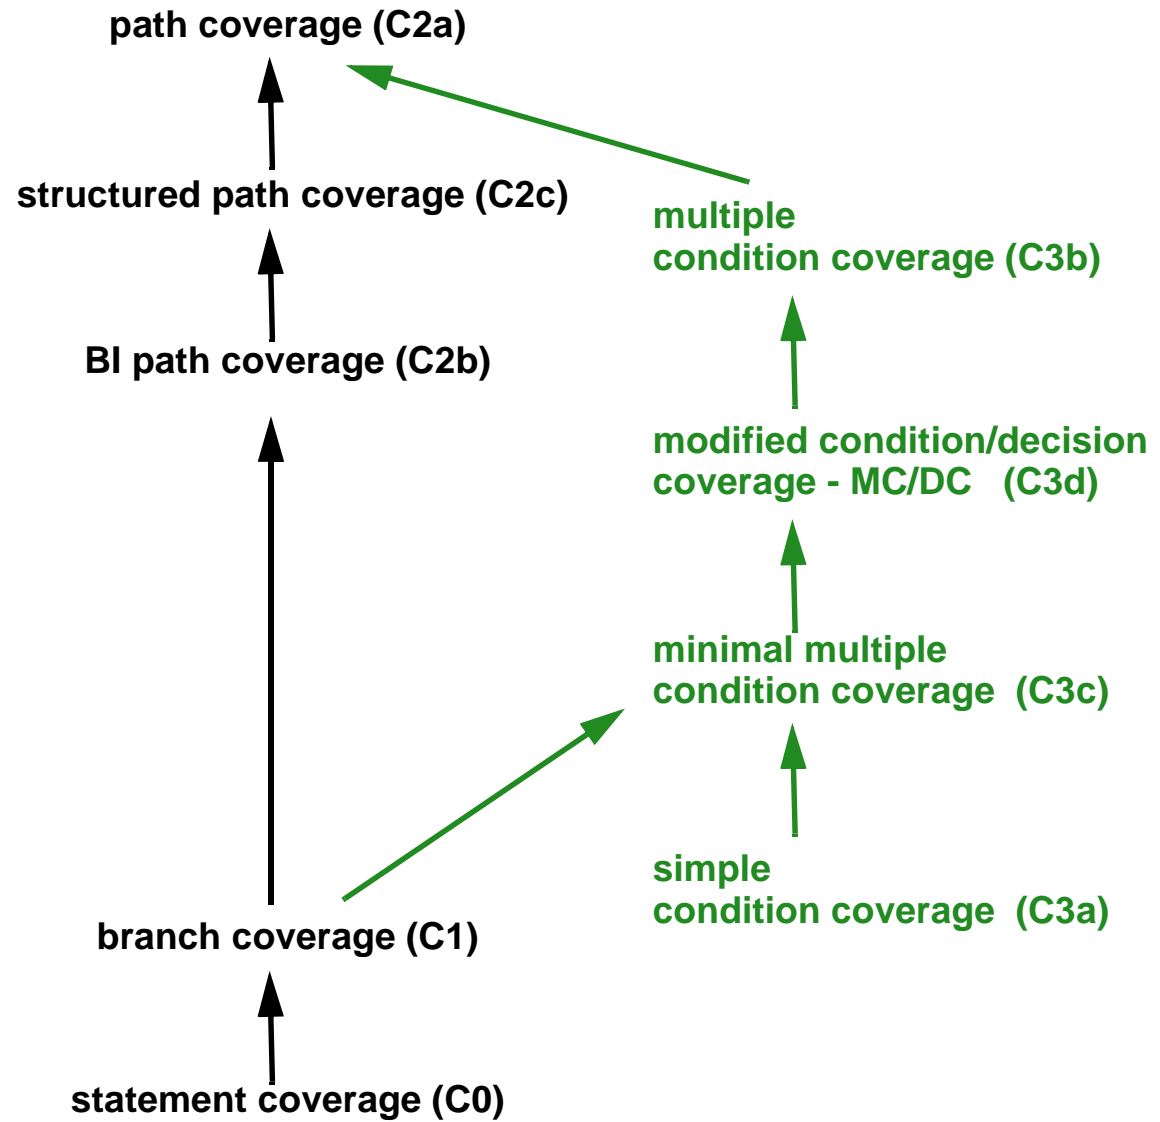 path coverage (C2a)
structured path coverage (C2c)
multiple
condition coverage (C3b)
BI path coverage (C2b)
modified condition/decision
coverage - MC/DC (C3d)
minimal multiple
condition coverage (C3c)
simple
condition coverage (C3a)
branch coverage (C1)
statement coverage (C0)